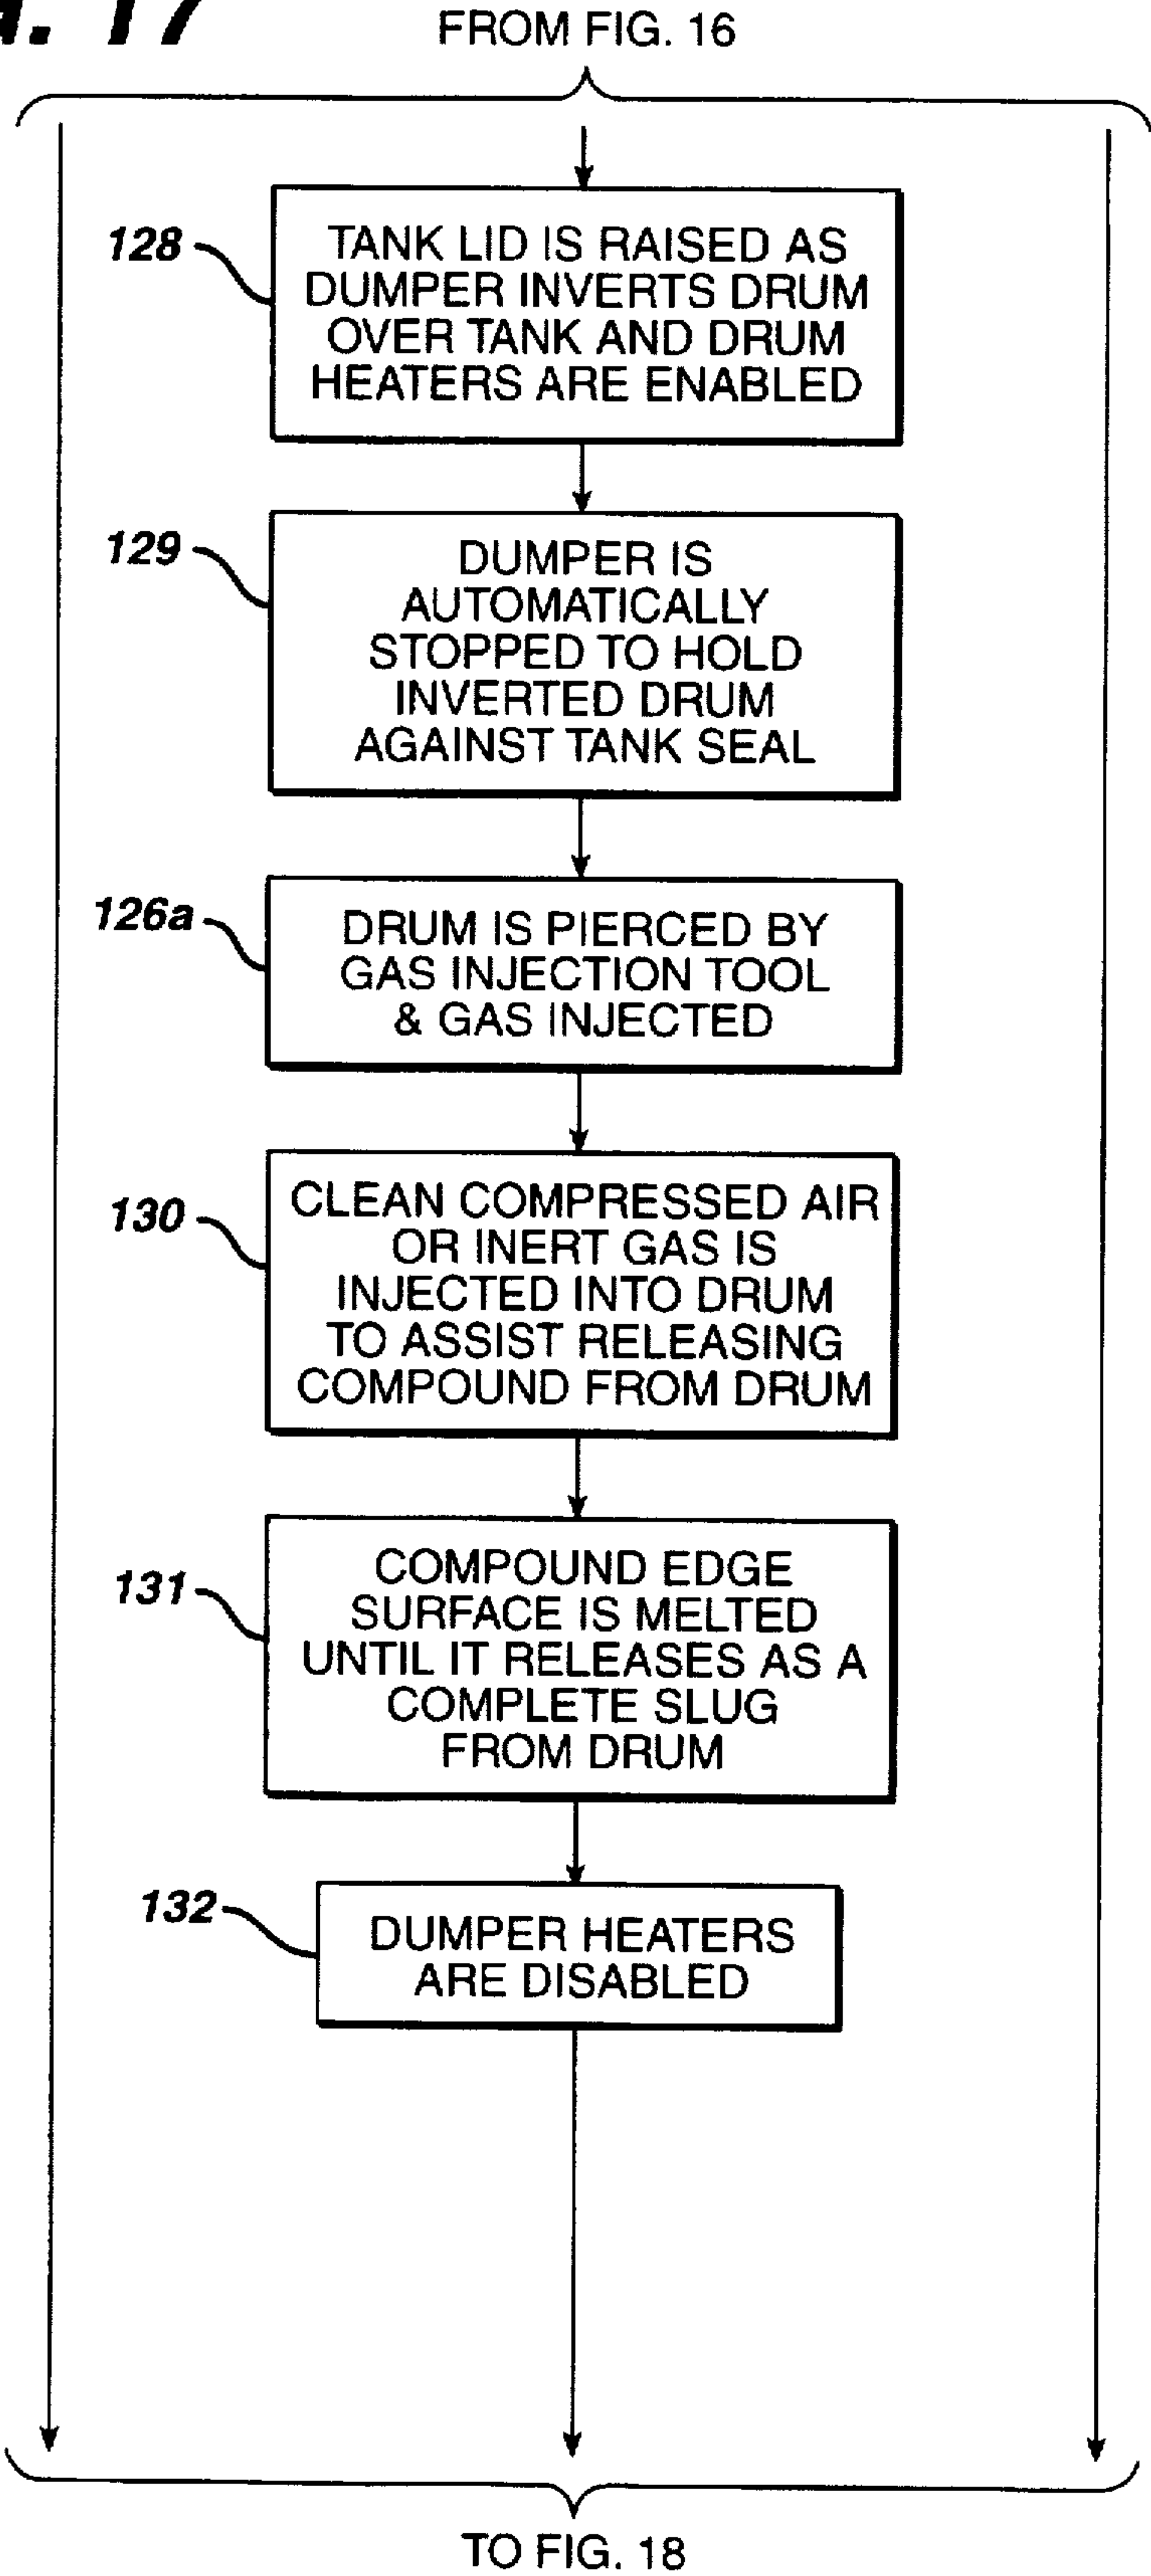 17
FROM FIG. 16
128
TANK LID IS RAISED AS
DUMPER INVERTS DRUM
OVER TANK AND DRUM
HEATERS ARE ENABLED
129
DUMPER IS
AUTOMATICALLY
STOPPED TO HOLD
INVERTED DRUM
AGAINST TANK SEAL
126a
DRUM IS PIERCED BY
GAS INJECTION TOOL
& GAS INJECTED
130
CLEAN COMPRESSED AIR
OR INERT GAS IS
INJECTED INTO DRUM
TO ASSIST RELEASING
COMPOUND FROM DRUM
131
COMPOUND EDGE
SURFACE IS MELTED
UNTIL IT RELEASES AS A
COMPLETE SLUG
FROM DRUM
132
DUMPER HEATERS
ARE DISABLED
TO FIG. 18